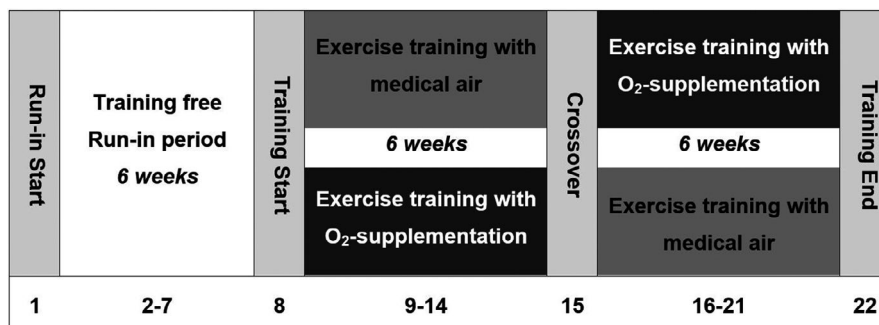 Run-in Start
Training free
Run-in period
6 weeks
Training Start
Exercise training with
medical air
6 weeks
Exercise training with
O₂-supplementation
Crossover
Exercise training with
O₂-supplementation
6 weeks
Exercise training with
medical air
Training End
1 2-7 8 9-14 15 16-21 22